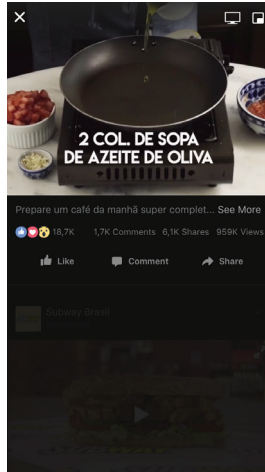 2 COL. DE SOPA
DE AZEITE DE OLIVA
Prepare um café da manhã super complet... See More
18,7K 1,7K Comments 6,1K Shares 959K Views
Like Comment Share
Subway Brasil